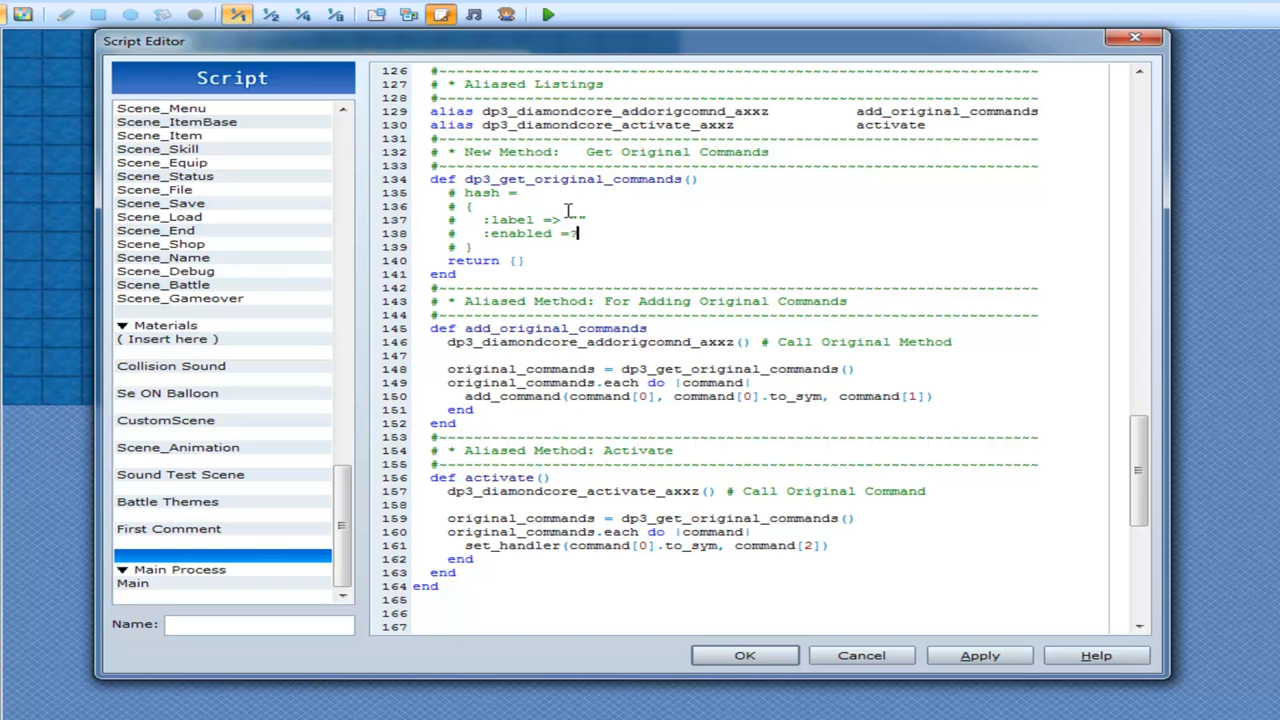 1/1 1/2 1/4 1/8
Script Editor
Script
Scene_Menu
Scene_ItemBase
Scene_Item
Scene_Skill
Scene_Equip
Scene_Status
Scene_File
Scene_Save
Scene_Load
Scene_End
Scene_Shop
Scene_Name
Scene_Debug
Scene_Battle
Scene_Gameover
▼ Materials
( Insert here )
Collision Sound
Se ON Balloon
CustomScene
Scene_Animation
Sound Test Scene
Battle Themes
First Comment
▼ Main Process
Main
Name:
126 #~~~~~~~~~~~~~~~~~~~~~~~~~~~~~~~~~~~~~~~~~~~~~~~~~~~~~~~~~~~~~~~~~~~~~
127 # * Aliased Listings
128 #~~~~~~~~~~~~~~~~~~~~~~~~~~~~~~~~~~~~~~~~~~~~~~~~~~~~~~~~~~~~~~~~~~~~~
129 alias dp3_diamondcore_addorigcomnd_axxz add_original_commands
130 alias dp3_diamondcore_activate_axxz activate
131 #~~~~~~~~~~~~~~~~~~~~~~~~~~~~~~~~~~~~~~~~~~~~~~~~~~~~~~~~~~~~~~~~~~~~~
132 # * New Method: Get Original Commands
133 #~~~~~~~~~~~~~~~~~~~~~~~~~~~~~~~~~~~~~~~~~~~~~~~~~~~~~~~~~~~~~~~~~~~~~
134 def dp3_get_original_commands()
135 # hash =
136 # {
137 # :label => ""
138 # :enabled =?
139 # }
140 return {}
141 end
142 #~~~~~~~~~~~~~~~~~~~~~~~~~~~~~~~~~~~~~~~~~~~~~~~~~~~~~~~~~~~~~~~~~~~~~
143 # * Aliased Method: For Adding Original Commands
144 #~~~~~~~~~~~~~~~~~~~~~~~~~~~~~~~~~~~~~~~~~~~~~~~~~~~~~~~~~~~~~~~~~~~~~
145 def add_original_commands
146 dp3_diamondcore_addorigcomnd_axxz() # Call Original Method
147
148 original_commands = dp3_get_original_commands()
149 original_commands.each do |command|
150 add_command(command[0], command[0].to_sym, command[1])
151 end
152 end
153 #~~~~~~~~~~~~~~~~~~~~~~~~~~~~~~~~~~~~~~~~~~~~~~~~~~~~~~~~~~~~~~~~~~~~~
154 # * Aliased Method: Activate
155 #~~~~~~~~~~~~~~~~~~~~~~~~~~~~~~~~~~~~~~~~~~~~~~~~~~~~~~~~~~~~~~~~~~~~~
156 def activate()
157 dp3_diamondcore_activate_axxz() # Call Original Command
158
159 original_commands = dp3_get_original_commands()
160 original_commands.each do |command|
161 set_handler(command[0].to_sym, command[2])
162 end
163 end
164 end
165
166
167
OK Cancel Apply Help